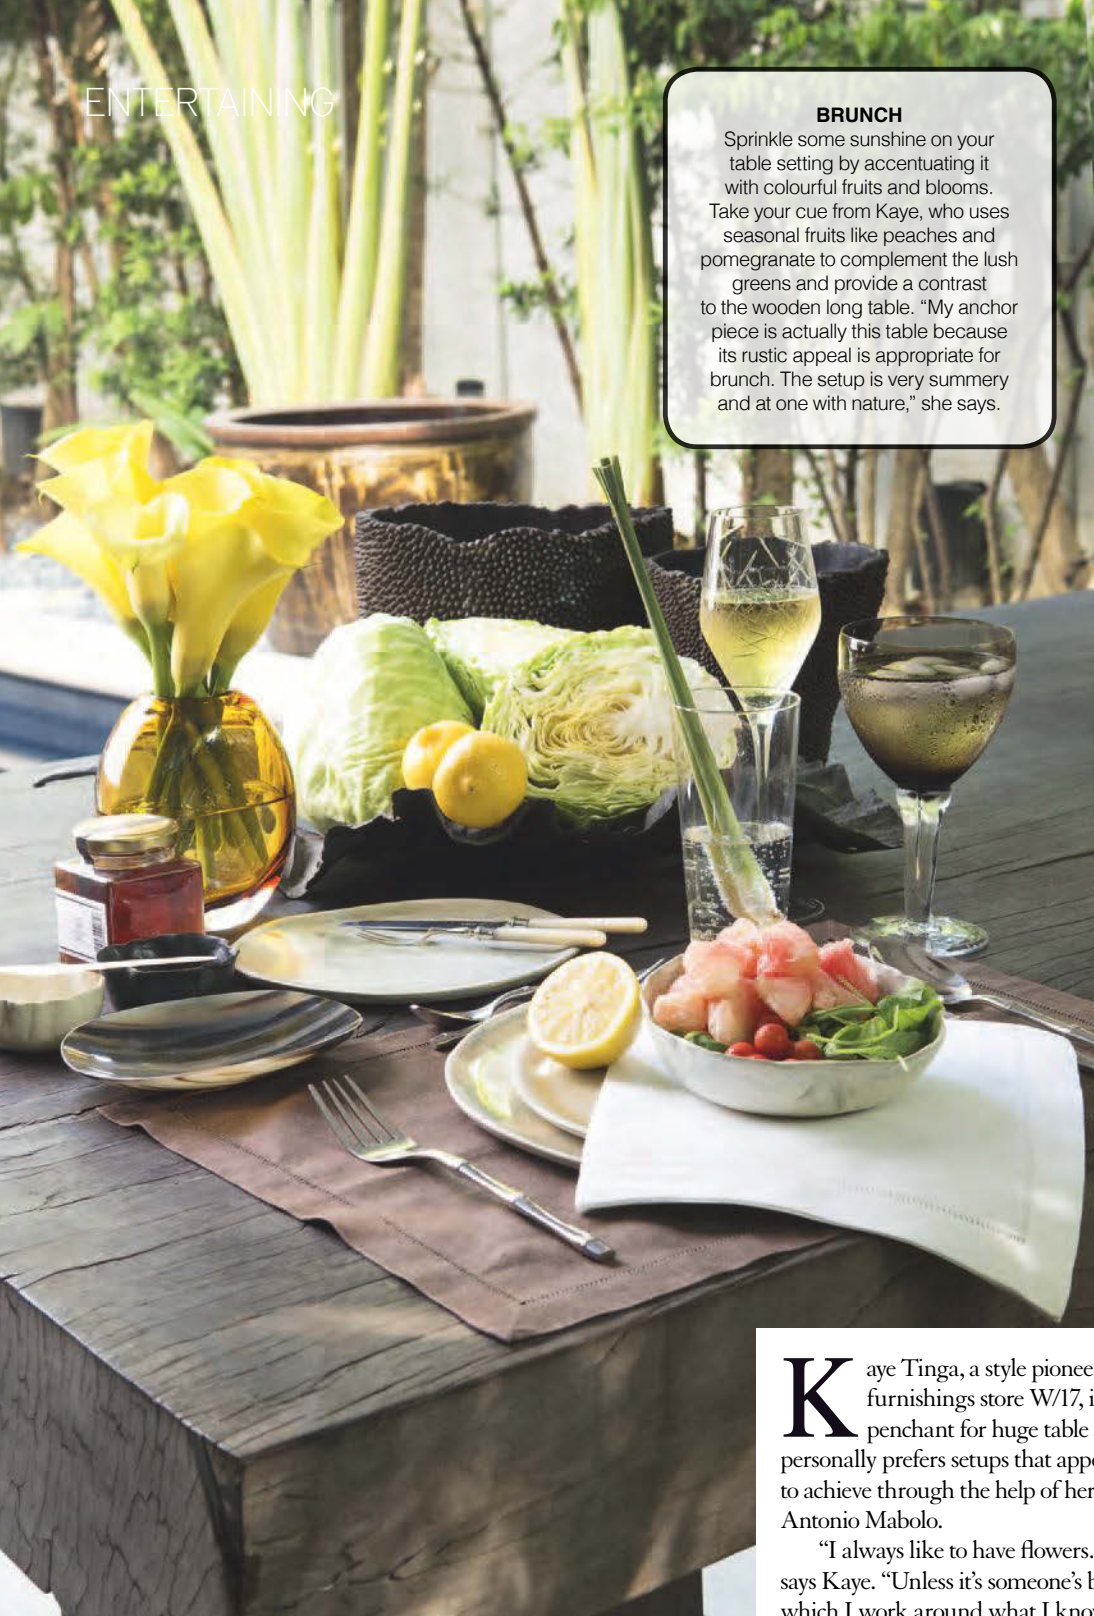 ENTERTAINING
BRUNCH
Sprinkle some sunshine on your
table setting by accentuating it
with colourful fruits and blooms.
Take your cue from Kaye, who uses
seasonal fruits like peaches and
pomegranate to complement the lush
greens and provide a contrast
to the wooden long table. “My anchor
piece is actually this table because
its rustic appeal is appropriate for
brunch. The setup is very summery
and at one with nature,” she says.
Kaye Tinga, a style
furnishings store W/17,
penchant for huge table
personally prefers setups that
to achieve through the help of her
Antonio Mabolo.
“I always like to have flowers.
says Kaye. “Unless it’s someone’s
which I work around what I